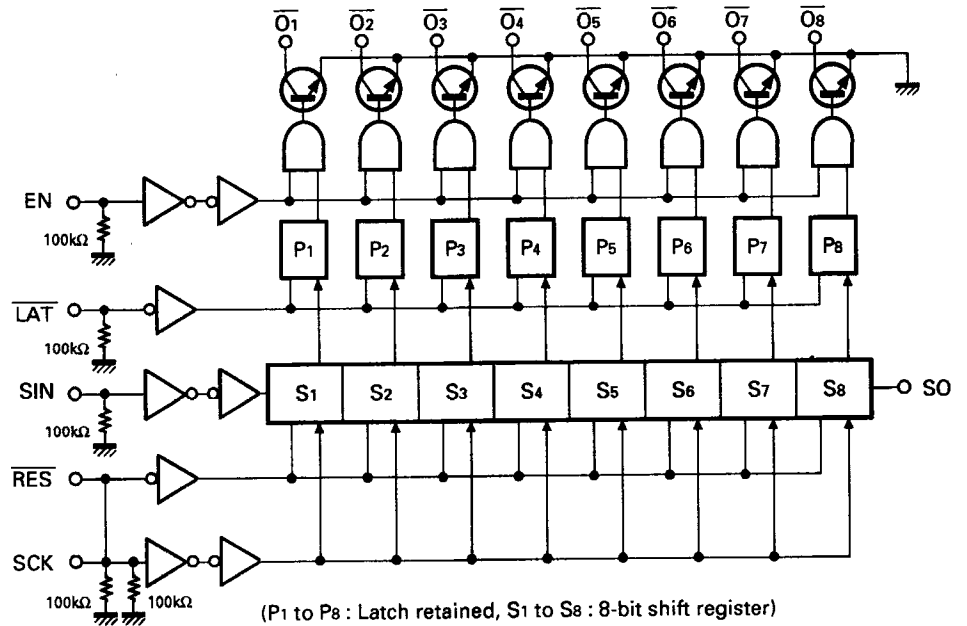 O1 O2 O3 O4 O5 O6 O7 O8
EN
100kΩ
P1 P2 P3 P4 P5 P6 P7 P8
LAT
100kΩ
SIN
S1 S2 S3 S4 S5 S6 S7 S8
SO
100kΩ
RES
SCK
100kΩ 100kΩ
(P1 to P8 : Latch retained, S1 to S8 : 8-bit shift register)